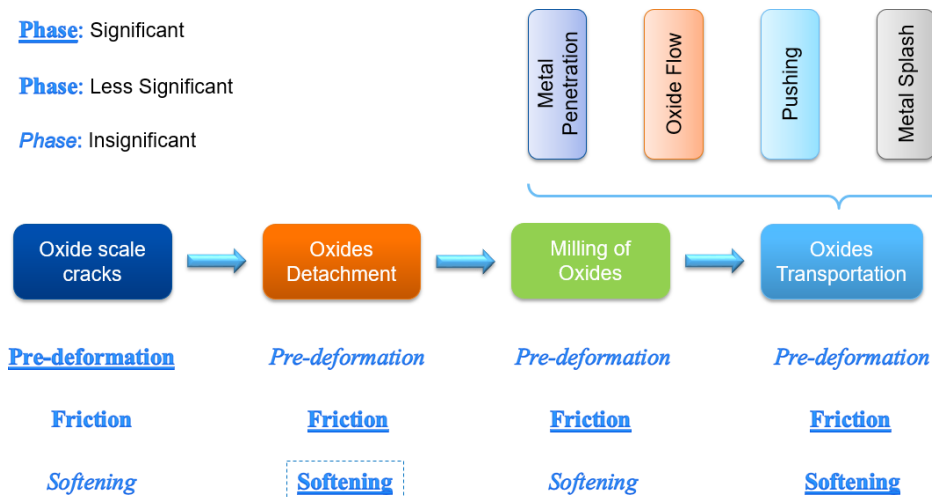 Phase: Significant
Phase: Less Significant
Phase: Insignificant
Metal
Penetration
Oxide Flow
Pushing
Metal Splash
Oxide scale
cracks
Oxides
Detachment
Milling of
Oxides
Oxides
Transportation
Pre-deformation
Pre-deformation
Pre-deformation
Pre-deformation
Friction
Friction
Friction
Friction
Softening
Softening
Softening
Softening